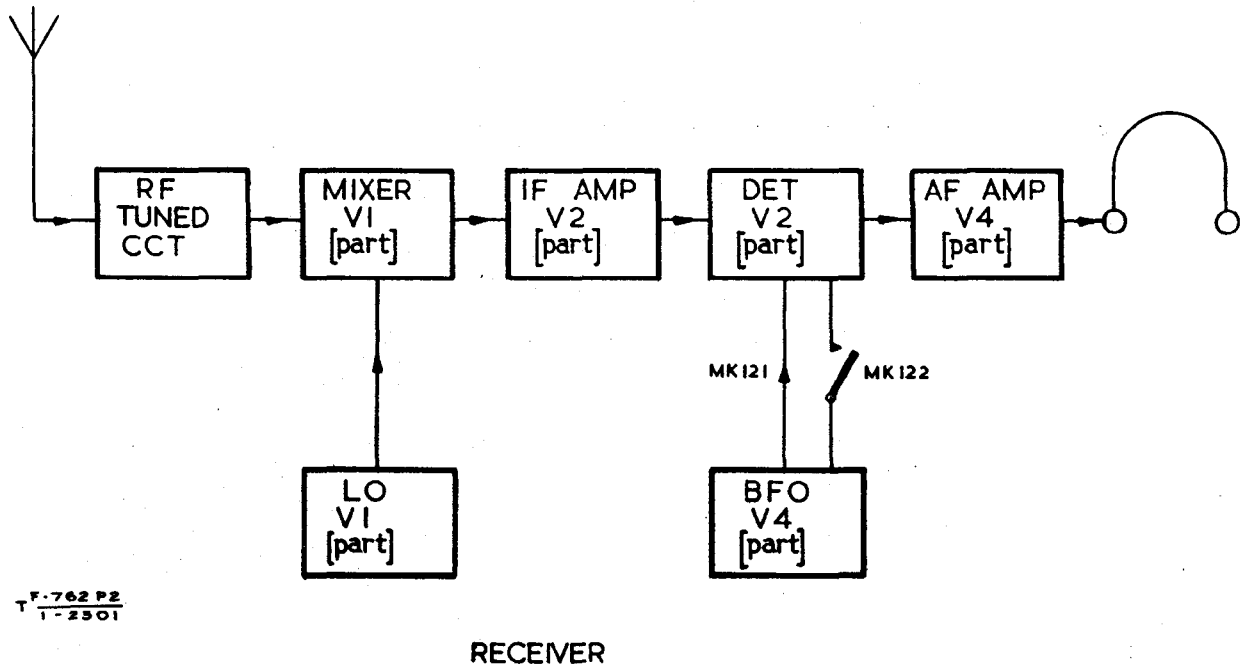 RF
TUNED
CCT
MIXER
V1
[part]
IF AMP
V2
[part]
DET
V2
[part]
AF AMP
V4
[part]
MK121
MK122
LO
V1
[part]
BFO
V4
[part]
T F-762 P2
1-2301
RECEIVER